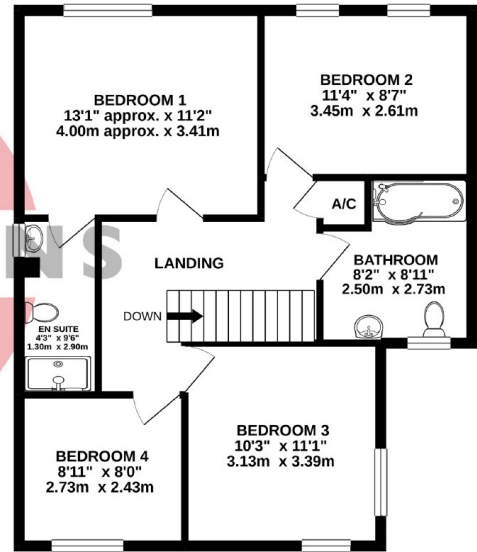 BEDROOM 1
13'1" approx. x 11'2"
4.00m approx. x 3.41m
BEDROOM 2
11'4" x 8'7"
3.45m x 2.61m
A/C
NS
LANDING
BATHROOM
8'2" x 8'11"
2.50m x 2.73m
DOWN
EN SUITE
4'3" x 9'6"
1.30m x 2.90m
BEDROOM 3
10'3" x 11'1"
3.13m x 3.39m
BEDROOM 4
8'11" x 8'0"
2.73m x 2.43m